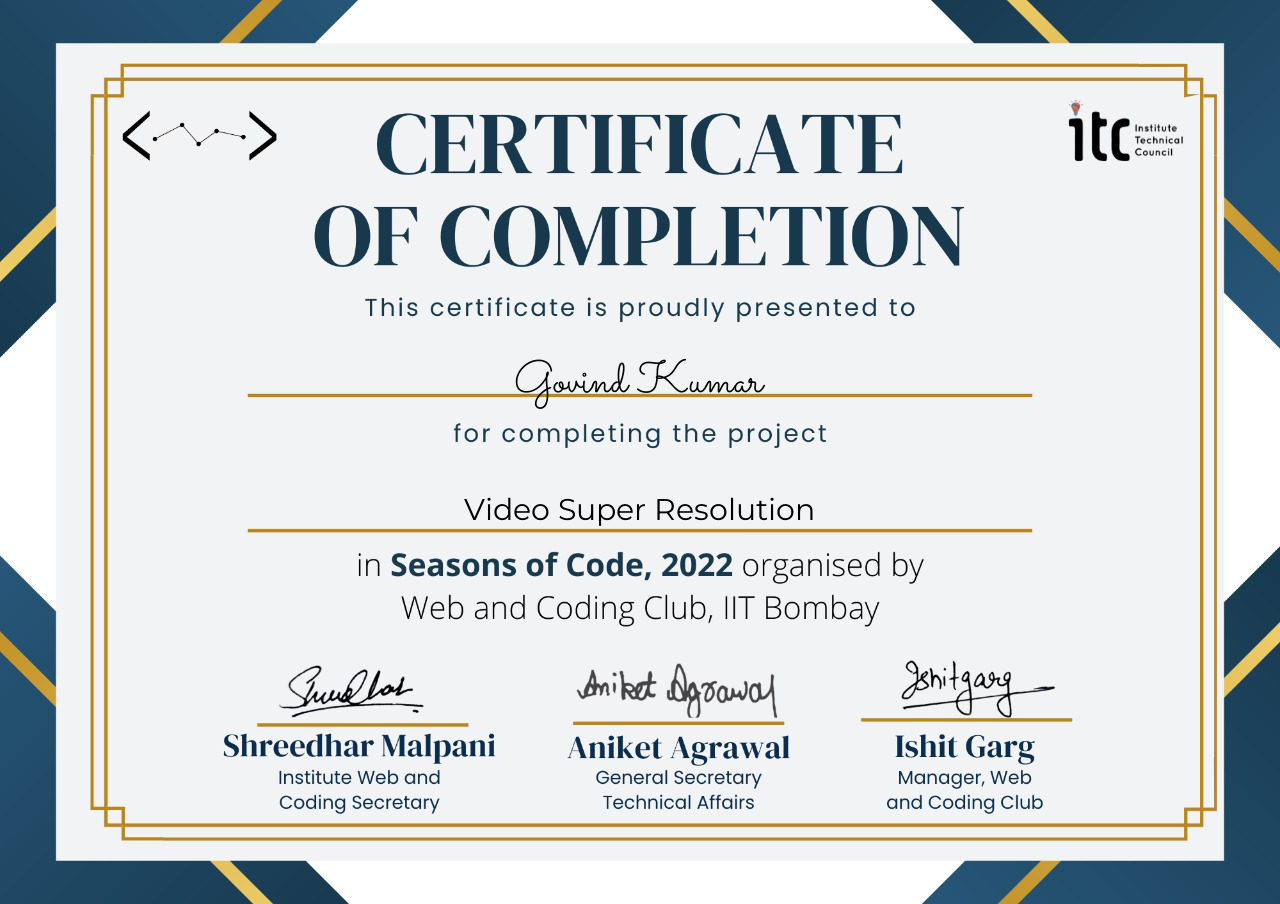 CERTIFICATE
OF COMPLETION
itc Institute
Technical
Council
This certificate is proudly presented to
Govind Kumar
for completing the project
Video Super Resolution
in Seasons of Code, 2022 organised by
Web and Coding Club, IIT Bombay
Shreedhar
Aniket Agrawal
Ishitgarg
Shreedhar Malpani
Aniket Agrawal
Ishit Garg
Institute Web and
Coding Secretary
General Secretary
Technical Affairs
Manager, Web
and Coding Club